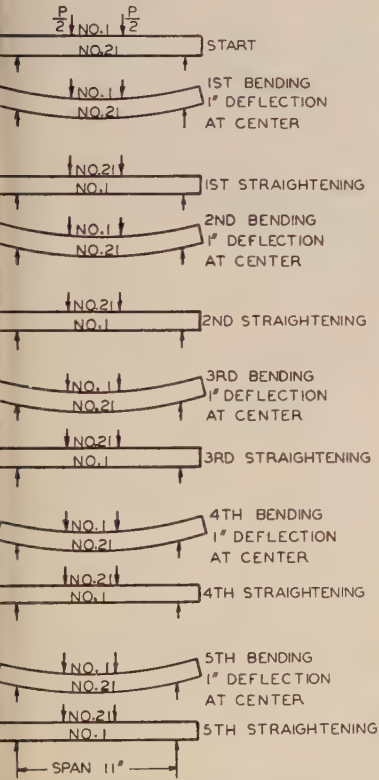 P/2 P/2
NO.1
NO.21 START
NO.1 1ST BENDING
NO.21 1" DEFLECTION
AT CENTER
NO.21
NO.1 1ST STRAIGHTENING
NO.1 2ND BENDING
NO.21 1" DEFLECTION
AT CENTER
NO.21
NO.1 2ND STRAIGHTENING
NO.1 3RD BENDING
NO.21 1" DEFLECTION
AT CENTER
NO.21
NO.1 3RD STRAIGHTENING
NO.1 4TH BENDING
NO.21 1" DEFLECTION
AT CENTER
NO.21
NO.1 4TH STRAIGHTENING
NO.1 5TH BENDING
NO.21 1" DEFLECTION
AT CENTER
NO.21
NO.1 5TH STRAIGHTENING
SPAN 11"